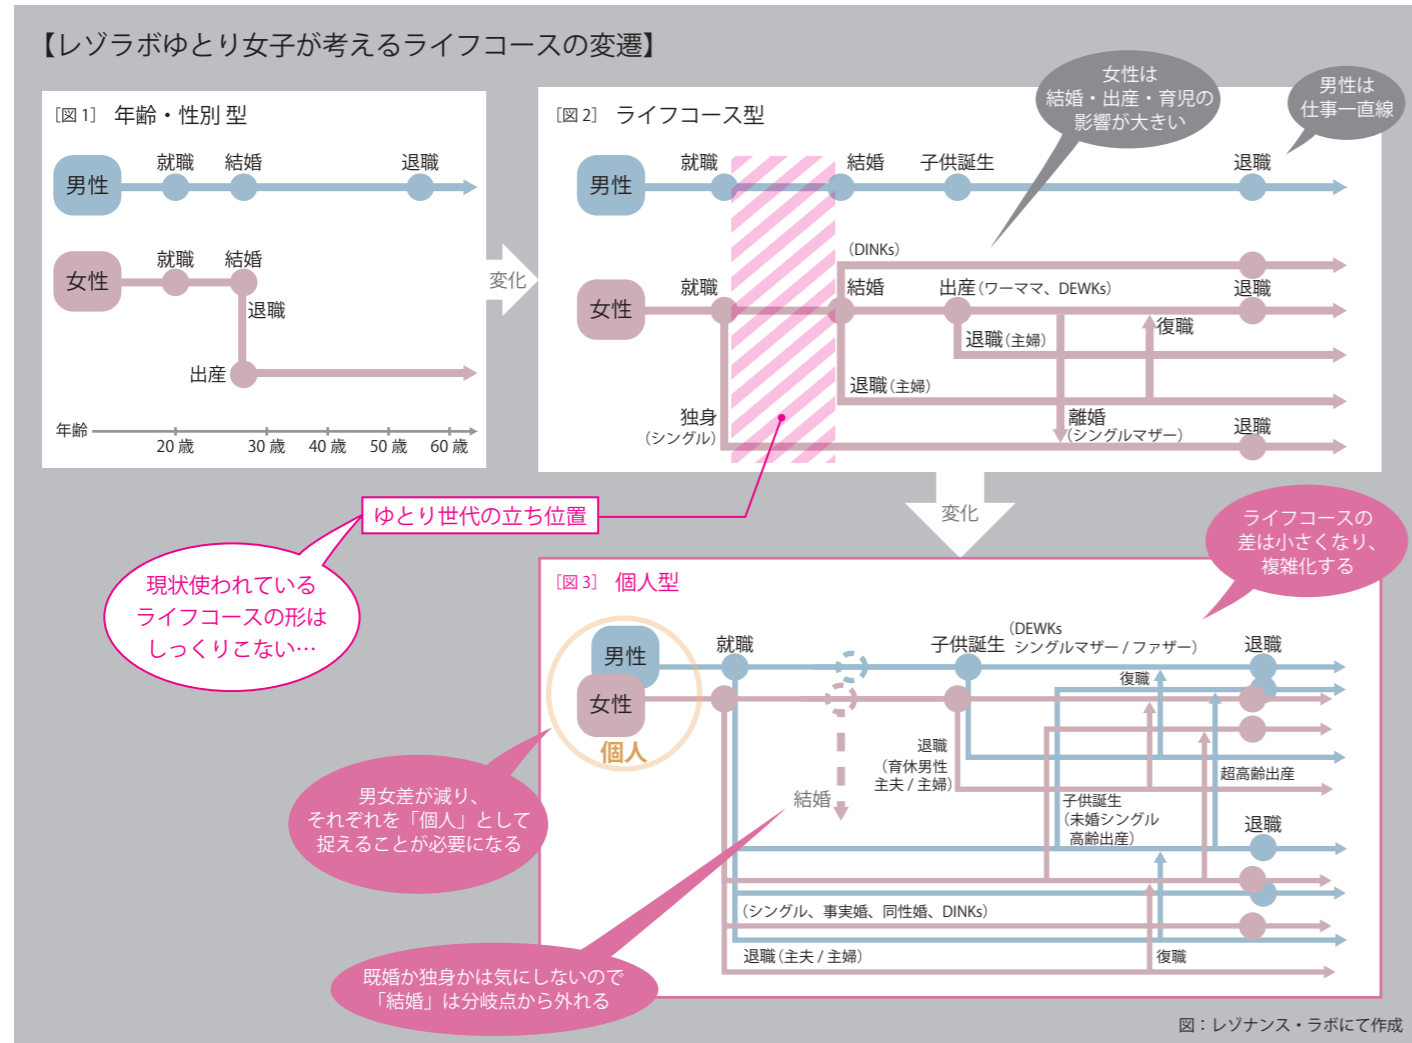 【レゾラボゆとり女子が考えるライフコースの変遷】
［図1］ 年齢・性別 型
男性
就職
結婚
退職
女性
就職
結婚
退職
出産
年齢
20 歳
30 歳
40 歳
50 歳
60 歳
変化
［図2］ ライフコース型
女性は
結婚・出産・育児の
影響が大きい
男性は
仕事一直線
男性
就職
結婚
子供誕生
退職
(DINKs)
女性
就職
結婚
出産(ワーママ、DEWKs)
退職
退職(主婦)
復職
退職(主婦)
独身
(シングル)
離婚
(シングルマザー)
退職
ゆとり世代の立ち位置
現状使われている
ライフコースの形は
しっくりこない…
変化
ライフコースの
差は小さくなり、
複雑化する
［図3］ 個人型
男性
女性
個人
就職
子供誕生
(DEWKs
シングルマザー / ファザー)
退職
復職
結婚
退職
(育休男性
主夫 / 主婦)
超高齢出産
子供誕生
(未婚シングル
高齢出産)
退職
(シングル、事実婚、同性婚、DINKs)
退職(主夫 / 主婦)
復職
男女差が減り、
それぞれを「個人」として
捉えることが必要になる
既婚か独身かは気にしないので
「結婚」は分岐点から外れる
図：レゾナンス・ラボにて作成